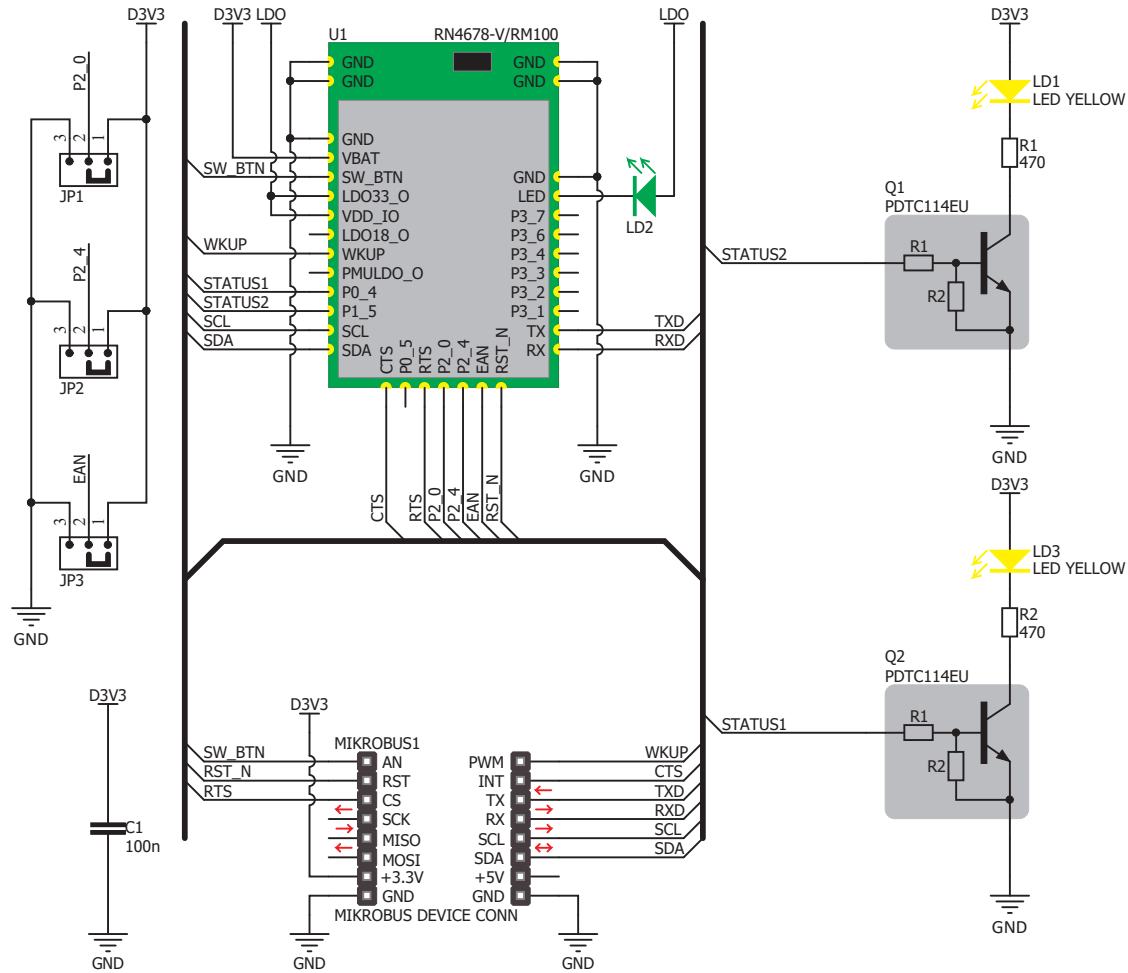 D3V3
P2_0
3 2 1
JP1
P2_4
3 2 1
JP2
EAN
3 2 1
JP3
GND
D3V3
C1
100n
GND
D3V3
LDO
LDO
U1
RN4678-V/RM100
GND
GND
GND
VBAT
SW_BTN
LDO33_O
VDD_IO
LDO18_O
WKUP
PMULDO_O
P0_4
P1_5
SCL
SDA
GND
GND
GND
LED
P3_7
P3_6
P3_4
P3_3
P3_2
P3_1
TX
RX
CTS
P0_5
RTS
P2_0
P2_4
EAN
RST_N
SW_BTN
WKUP
STATUS1
STATUS2
SCL
SDA
LD2
TXD
RXD
GND
GND
CTS
RTS
P2_0
P2_4
EAN
RST_N
D3V3
MIKROBUS1
SW_BTN
RST_N
RTS
AN
RST
CS
SCK
MISO
MOSI
+3.3V
GND
PWM
INT
TX
RX
SCL
SDA
+5V
GND
WKUP
CTS
TXD
RXD
SCL
SDA
MIKROBUS DEVICE CONN
GND
GND
D3V3
LD1
LED YELLOW
R1
470
Q1
PDTC114EU
STATUS2
R1
R2
GND
D3V3
LD3
LED YELLOW
R2
470
Q2
PDTC114EU
STATUS1
R1
R2
GND